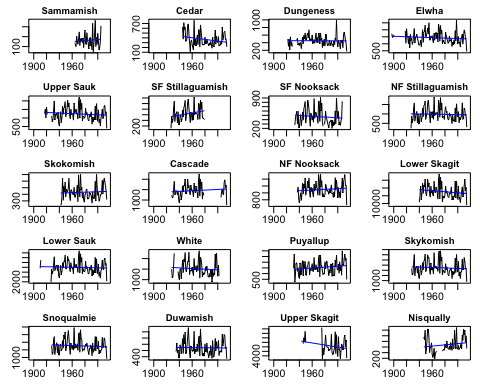 Sammamish Cedar Dungeness Elwha
100 100 700 200 1000 500
1900 1960 1900 1960 1900 1960 1900 1960
Upper Sauk SF Stillaguamish SF Nooksack NF Stillaguamish
500 200 200 900 500
1900 1960 1900 1960 1900 1960 1900 1960
Skokomish Cascade NF Nooksack Lower Skagit
300 1000 800 10000
1900 1960 1900 1960 1900 1960 1900 1960
Lower Sauk White Puyallup Skykomish
2000 1000 500 1000
1900 1960 1900 1960 1900 1960 1900 1960
Snoqualmie Duwamish Upper Skagit Nisqually
1000 400 4000 200
1900 1960 1900 1960 1900 1960 1900 1960